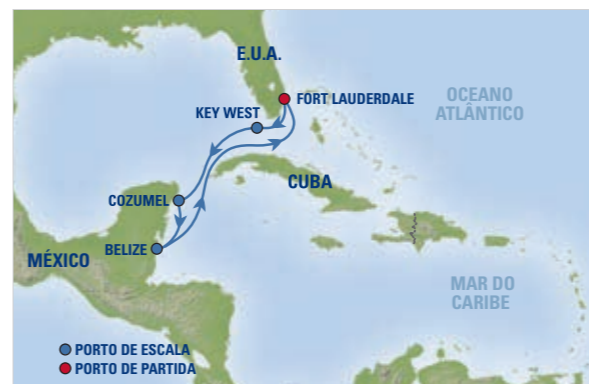 E.U.A.
FORT LAUDERDALE
OCEANO
ATLÂNTICO
KEY WEST
CUBA
COZUMEL
BELIZE
MÉXICO
MAR DO
CARIBE
PORTO DE ESCALA
PORTO DE PARTIDA